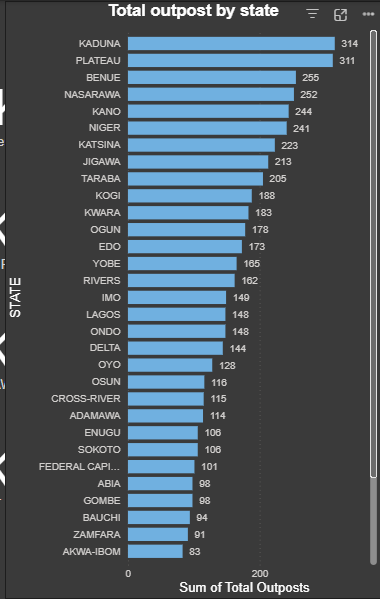 Total outpost by state
KADUNA 314
PLATEAU 311
BENUE 255
NASARAWA 252
KANO 244
NIGER 241
KATSINA 223
JIGAWA 213
TARABA 205
KOGI 188
KWARA 183
OGUN 178
EDO 173
YOBE 165
RIVERS 162
IMO 149
LAGOS 148
ONDO 148
DELTA 144
OYO 128
OSUN 116
CROSS-RIVER 115
ADAMAWA 114
ENUGU 106
SOKOTO 106
FEDERAL CAPI... 101
ABIA 98
GOMBE 98
BAUCHI 94
ZAMFARA 91
AKWA-IBOM 83
STATE
0 200
Sum of Total Outposts